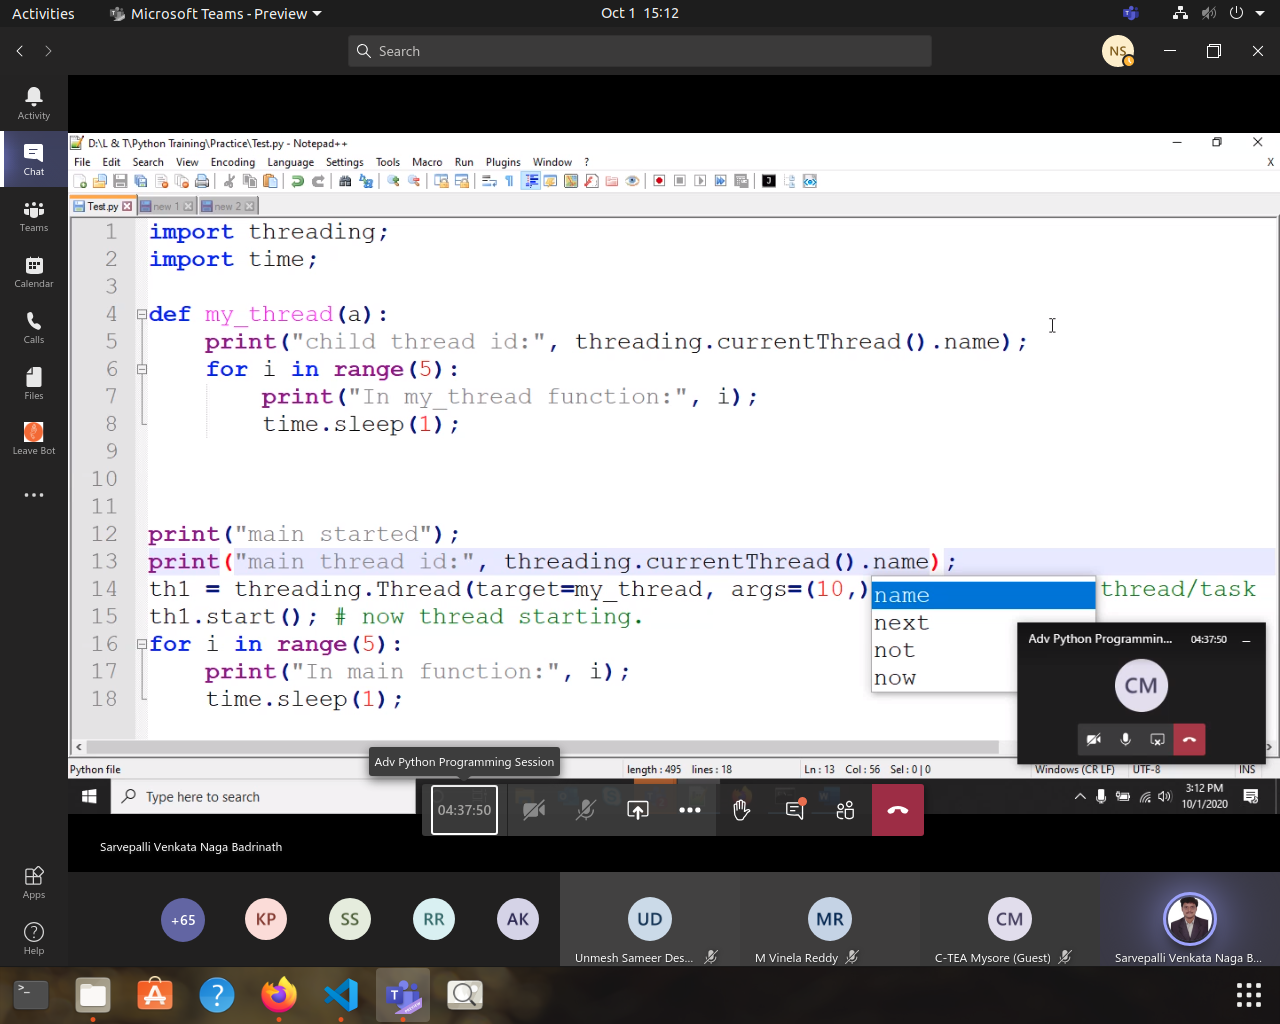 Activities
Microsoft Teams - Preview
Oct 1 15:12
Search
NS
Activity
Chat
Teams
Calendar
Calls
Files
Leave Bot
Apps
Help
D:\L & T\Python Training\Practice\Test.py - Notepad++
File Edit Search View Encoding Language Settings Tools Macro Run Plugins Window ? X
Test.py new 1 new 2
1 import threading;
2 import time;
3
4 def my_thread(a):
5 print("child thread id:", threading.currentThread().name);
6 for i in range(5):
7 print("In my_thread function:", i);
8 time.sleep(1);
9
10
11
12 print("main started");
13 print("main thread id:", threading.currentThread().name);
14 th1 = threading.Thread(target=my_thread, args=(10,) thread/task
15 th1.start(); # now thread starting.
16 for i in range(5):
17 print("In main function:", i);
18 time.sleep(1);
name
next
not
now
Adv Python Programmin... 04:37:50
CM
Adv Python Programming Session
Python file length : 495 lines : 18 Ln : 13 Col : 56 Sel : 0 | 0 Windows (CR LF) UTF-8 INS
Type here to search
04:37:50
3:12 PM
10/1/2020
Sarvepalli Venkata Naga Badrinath
+65 KP SS RR AK UD MR CM
Unmesh Sameer Des... M Vinela Reddy C-TEA Mysore (Guest) Sarvepalli Venkata Naga B...